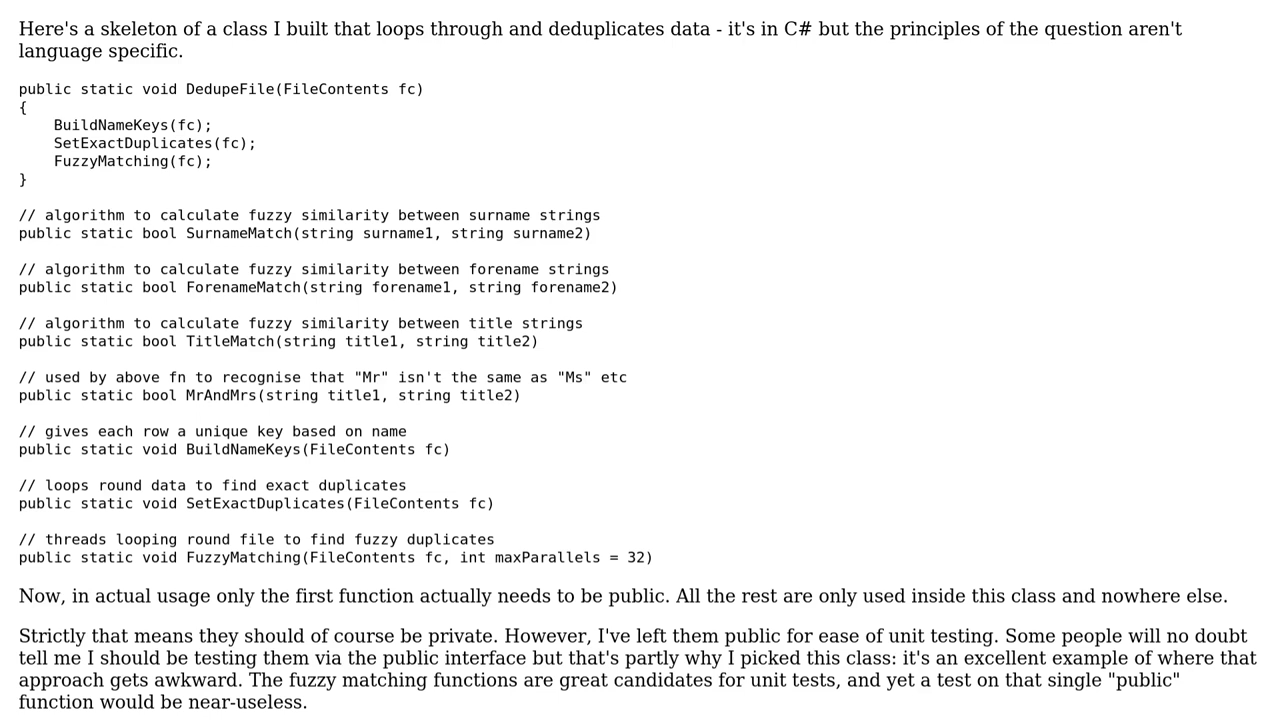 Here's a skeleton of a class I built that loops through and deduplicates data - it's in C# but the principles of the question aren't
language specific.
public static void DedupeFile(FileContents fc)
{
    BuildNameKeys(fc);
    SetExactDuplicates(fc);
    FuzzyMatching(fc);
}
// algorithm to calculate fuzzy similarity between surname strings
public static bool SurnameMatch(string surname1, string surname2)
// algorithm to calculate fuzzy similarity between forename strings
public static bool ForenameMatch(string forename1, string forename2)
// algorithm to calculate fuzzy similarity between title strings
public static bool TitleMatch(string title1, string title2)
// used by above fn to recognise that "Mr" isn't the same as "Ms" etc
public static bool MrAndMrs(string title1, string title2)
// gives each row a unique key based on name
public static void BuildNameKeys(FileContents fc)
// loops round data to find exact duplicates
public static void SetExactDuplicates(FileContents fc)
// threads looping round file to find fuzzy duplicates
public static void FuzzyMatching(FileContents fc, int maxParallels = 32)
Now, in actual usage only the first function actually needs to be public. All the rest are only used inside this class and nowhere else.
Strictly that means they should of course be private. However, I've left them public for ease of unit testing. Some people will no doubt
tell me I should be testing them via the public interface but that's partly why I picked this class: it's an excellent example of where that
approach gets awkward. The fuzzy matching functions are great candidates for unit tests, and yet a test on that single "public"
function would be near-useless.